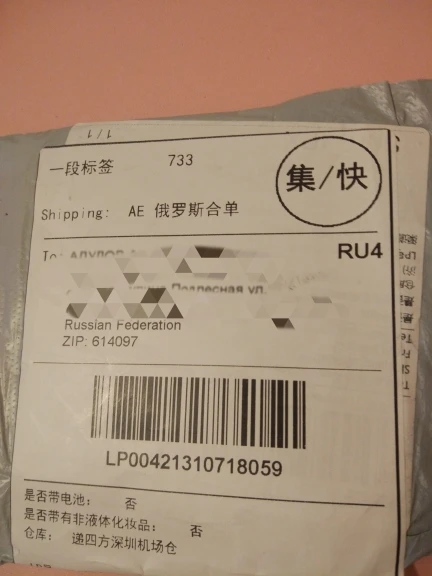 1/1
一段标签 733
集/快
Shipping: AE 俄罗斯合单
To:
RU4
Подлесная ул
Russian Federation
ZIP: 614097
LP00421310718059
是否带电池: 否
是否带有非液体化妆品: 否
仓库: 递四方深圳机场仓